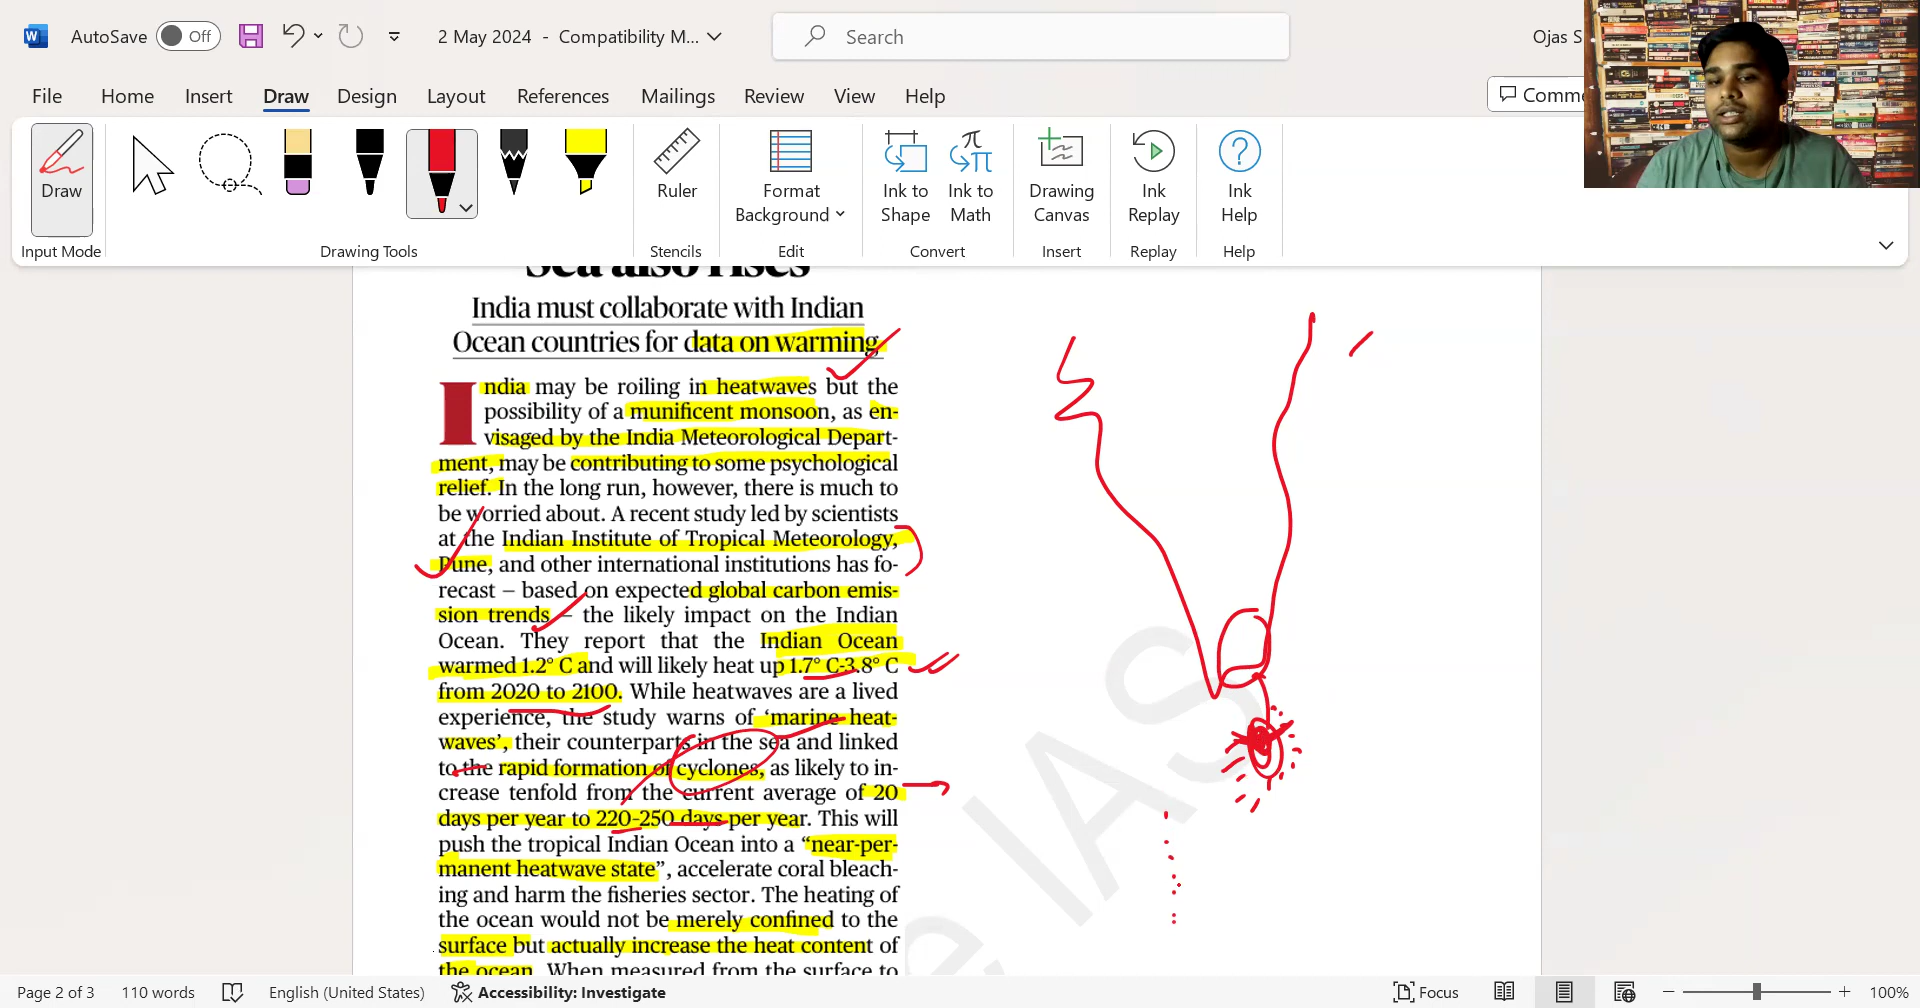 AutoSave Off 2 May 2024 - Compatibility M... Search Ojas S
File Home Insert Draw Design Layout References Mailings Review View Help Comme
Draw Ruler Format Background Ink to Shape Ink to Math Drawing Canvas Ink Replay Ink Help
Input Mode Drawing Tools Stencils Edit Convert Insert Replay Help
Sea also rises
India must collaborate with Indian
Ocean countries for data on warming
India may be roiling in heatwaves but the
possibility of a munificent monsoon, as en-
visaged by the India Meteorological Depart-
ment, may be contributing to some psychological
relief. In the long run, however, there is much to
be worried about. A recent study led by scientists
at the Indian Institute of Tropical Meteorology,
Pune, and other international institutions has fo-
recast – based on expected global carbon emis-
sion trends – the likely impact on the Indian
Ocean. They report that the Indian Ocean
warmed 1.2° C and will likely heat up 1.7° C-3.8° C
from 2020 to 2100. While heatwaves are a lived
experience, the study warns of ‘marine heat-
waves’, their counterparts in the sea and linked
to the rapid formation of cyclones, as likely to in-
crease tenfold from the current average of 20
days per year to 220-250 days per year. This will
push the tropical Indian Ocean into a “near-per-
manent heatwave state”, accelerate coral bleach-
ing and harm the fisheries sector. The heating of
the ocean would not be merely confined to the
surface but actually increase the heat content of
the ocean. When measured from the surface to
e IAS
Page 2 of 3 110 words English (United States) Accessibility: Investigate Focus 100%